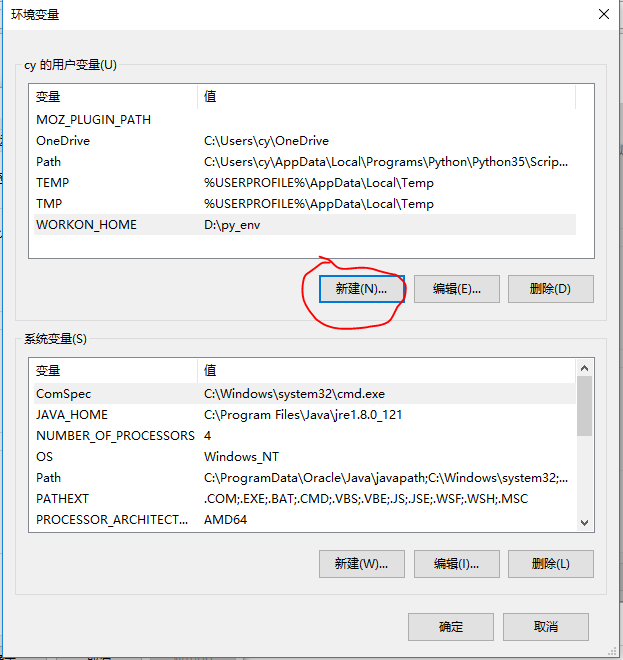 环境变量
cy 的用户变量(U)
变量 值
MOZ_PLUGIN_PATH
OneDrive C:\Users\cy\OneDrive
Path C:\Users\cy\AppData\Local\Programs\Python\Python35\Scrip...
TEMP %USERPROFILE%\AppData\Local\Temp
TMP %USERPROFILE%\AppData\Local\Temp
WORKON_HOME D:\py_env
新建(N)... 编辑(E)... 删除(D)
系统变量(S)
变量 值
ComSpec C:\Windows\system32\cmd.exe
JAVA_HOME C:\Program Files\Java\jre1.8.0_121
NUMBER_OF_PROCESSORS 4
OS Windows_NT
Path C:\ProgramData\Oracle\Java\javapath;C:\Windows\system32;...
PATHEXT .COM;.EXE;.BAT;.CMD;.VBS;.VBE;.JS;.JSE;.WSF;.WSH;.MSC
PROCESSOR_ARCHITECT... AMD64
新建(W)... 编辑(I)... 删除(L)
确定 取消